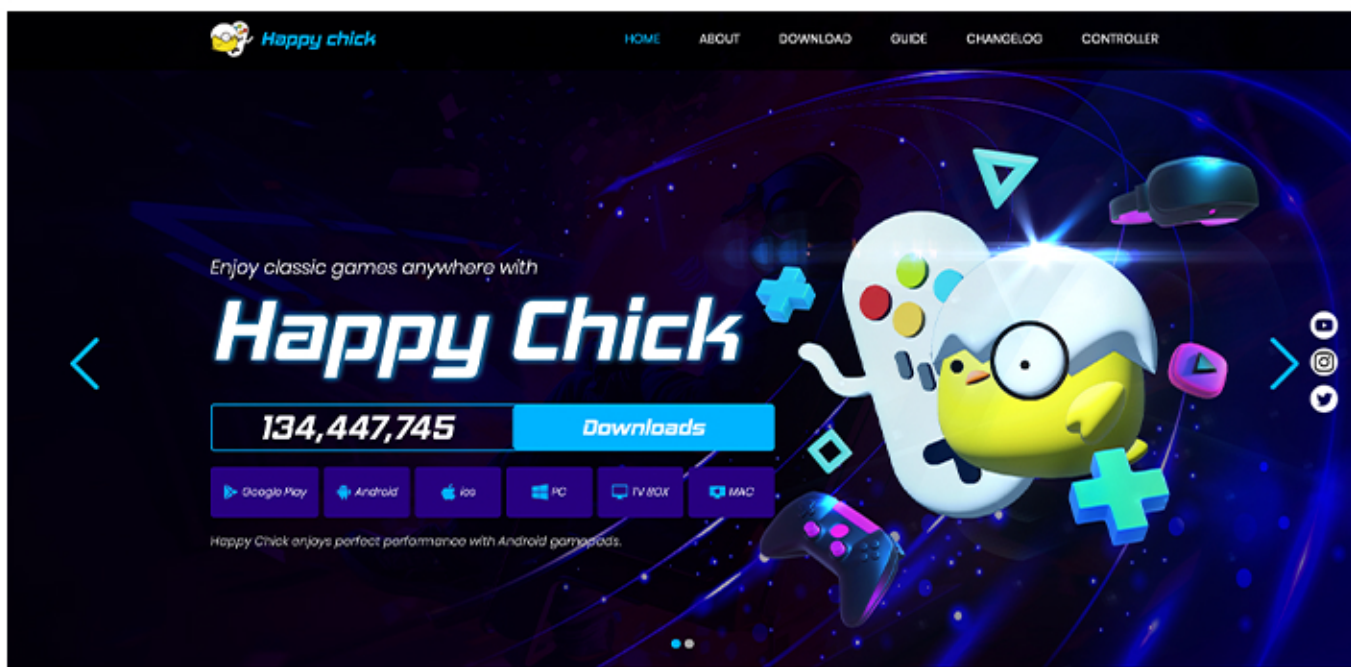 Happy chick
HOME ABOUT DOWNLOAD GUIDE CHANGELOG CONTROLLER
Enjoy classic games anywhere with
Happy Chick
134,447,745 Downloads
Google Play Android ios PC TV BOX MAC
Happy Chick enjoys perfect performance with Android gamepads.